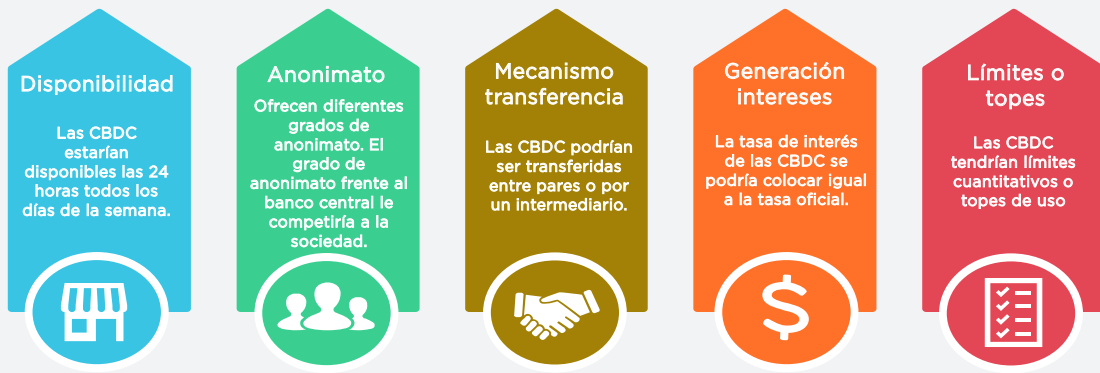 Disponibilidad
Las CBDC
estarían
disponibles las 24
horas todos los
días de la semana.
Anonimato
Ofrecen diferentes
grados de
anonimato. El
grado de
anonimato frente al
banco central le
competiría a la
sociedad.
Mecanismo
transferencia
Las CBDC podrían
ser transferidas
entre pares o por
un intermediario.
Generación
intereses
La tasa de interés
de las CBDC se
podría colocar igual
a la tasa oficial.
Límites o
topes
Las CBDC
tendrían límites
cuantitativos o
topes de uso